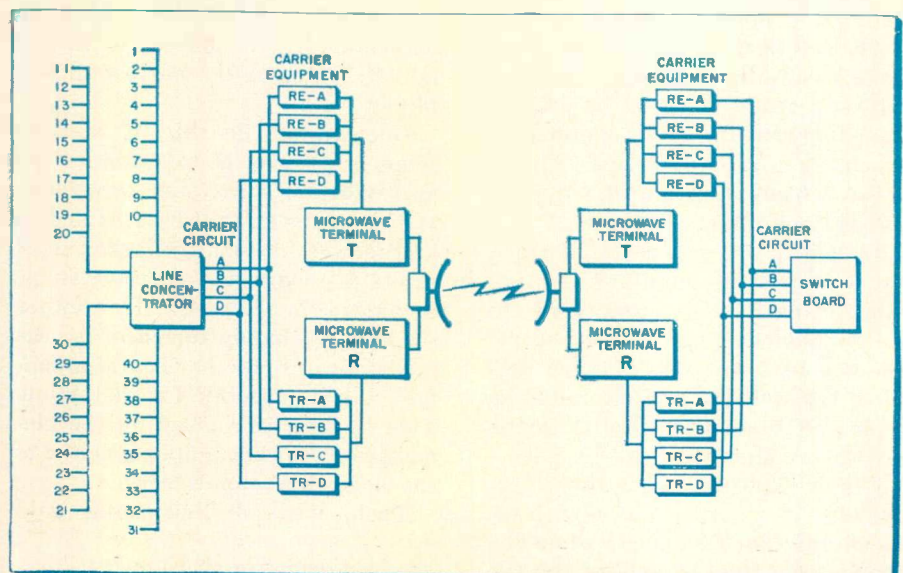 1
2
3
4
5
6
7
8
9
10
11
12
13
14
15
16
17
18
19
20
30
29
28
27
26
25
24
23
22
21
40
39
38
37
36
35
34
33
32
31
LINE
CONCEN-
TRATOR
CARRIER
CIRCUIT
A
B
C
D
CARRIER
EQUIPMENT
RE-A
RE-B
RE-C
RE-D
MICROWAVE
TERMINAL
T
MICROWAVE
TERMINAL
R
TR-A
TR-B
TR-C
TR-D
CARRIER
EQUIPMENT
RE-A
RE-B
RE-C
RE-D
MICROWAVE
TERMINAL
T
MICROWAVE
TERMINAL
R
TR-A
TR-B
TR-C
TR-D
CARRIER
CIRCUIT
A
B
C
D
SWITCH
BOARD